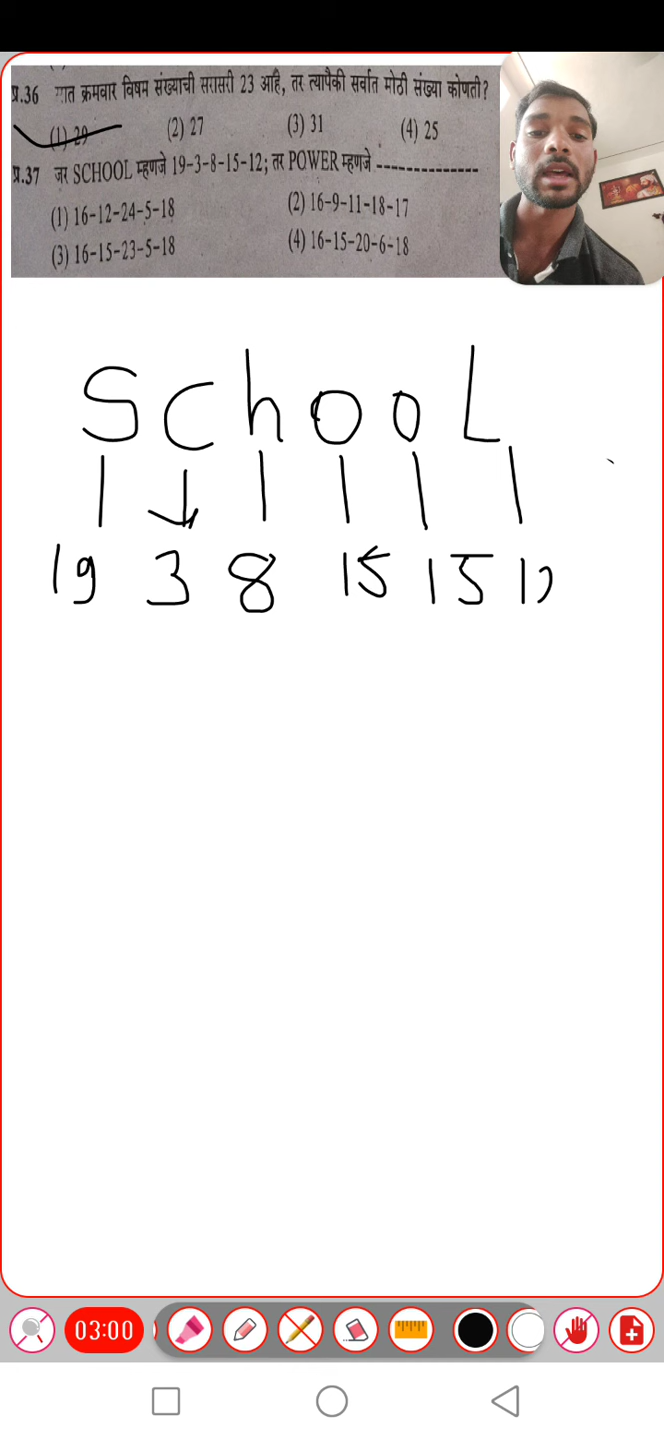 प्र.36 सात क्रमवार विषम संख्याची सरासरी 23 आहे, तर त्यापैकी सर्वात मोठी संख्या कोणती?
(1) 29 (2) 27 (3) 31 (4) 25
प्र.37 जर SCHOOL म्हणजे 19-3-8-15-12; तर POWER म्हणजे ---------------
(1) 16-12-24-5-18 (2) 16-9-11-18-17
(3) 16-15-23-5-18 (4) 16-15-20-6-18
SchooL
19 3 8 15 15 12
03:00